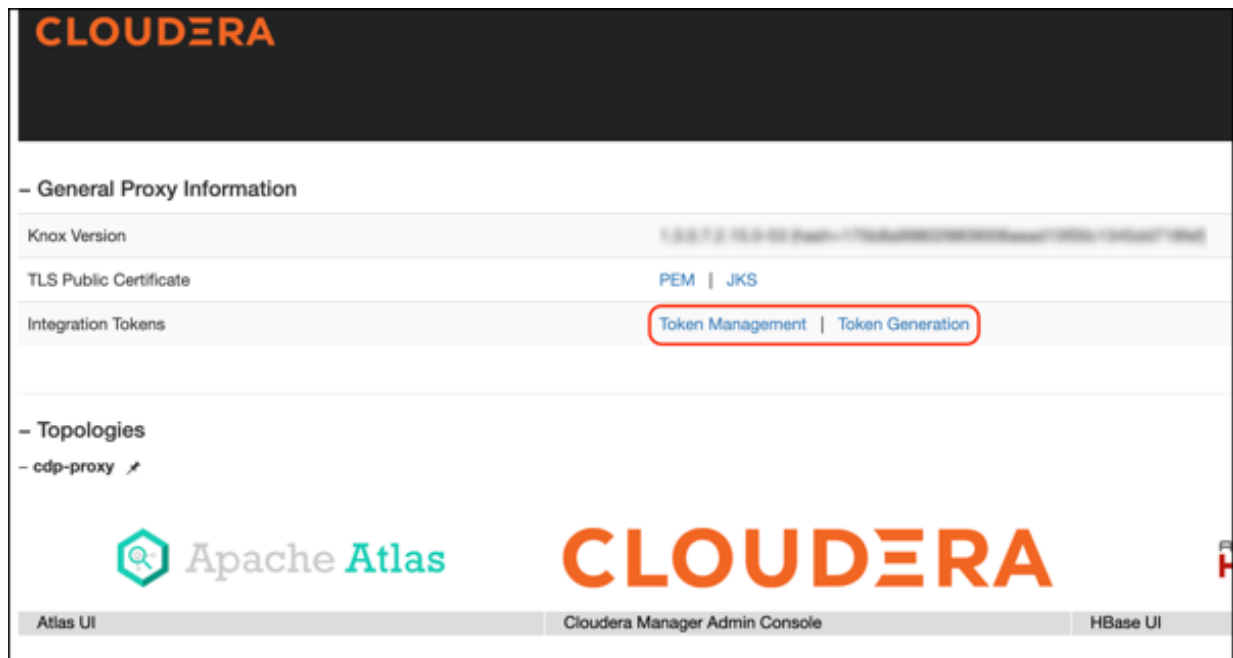 CLOUDERA
– General Proxy Information
Knox Version
TLS Public Certificate PEM | JKS
Integration Tokens Token Management | Token Generation
– Topologies
– cdp-proxy
Apache Atlas CLOUDERA
Atlas UI Cloudera Manager Admin Console HBase UI